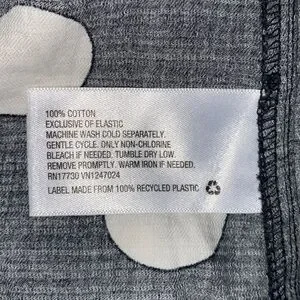 100% COTTON
EXCLUSIVE OF ELASTIC
MACHINE WASH COLD SEPARATELY.
GENTLE CYCLE. ONLY NON-CHLORINE
BLEACH IF NEEDED. TUMBLE DRY LOW.
REMOVE PROMPTLY. WARM IRON IF NEEDED.
RN17730 VN1247024
LABEL MADE FROM 100% RECYCLED PLASTIC